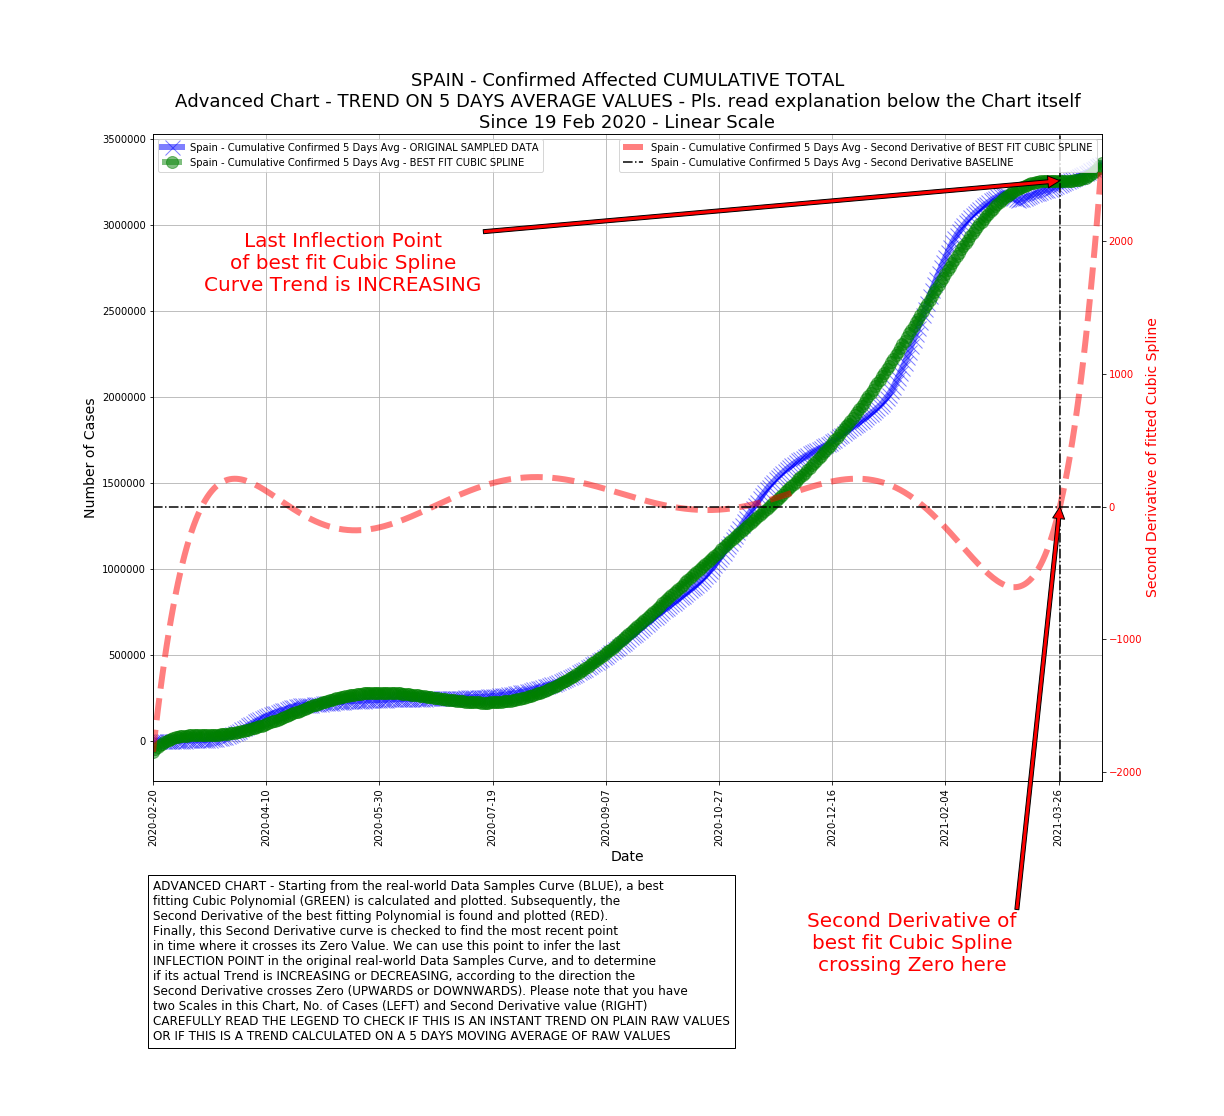 SPAIN - Confirmed Affected CUMULATIVE TOTAL
Advanced Chart - TREND ON 5 DAYS AVERAGE VALUES - Pls. read explanation below the Chart itself
Since 19 Feb 2020 - Linear Scale
Spain - Cumulative Confirmed 5 Days Avg - ORIGINAL SAMPLED DATA
Spain - Cumulative Confirmed 5 Days Avg - BEST FIT CUBIC SPLINE
Spain - Cumulative Confirmed 5 Days Avg - Second Derivative of BEST FIT CUBIC SPLINE
Spain - Cumulative Confirmed 5 Days Avg - Second Derivative BASELINE
Last Inflection Point
of best fit Cubic Spline
Curve Trend is INCREASING
Number of Cases
3500000
3000000
2500000
2000000
1500000
1000000
500000
0
2000
1000
0
−1000
−2000
Second Derivative of fitted Cubic Spline
2020-02-20
2020-04-10
2020-05-30
2020-07-19
2020-09-07
2020-10-27
2020-12-16
2021-02-04
2021-03-26
Date
ADVANCED CHART - Starting from the real-world Data Samples Curve (BLUE), a best
fitting Cubic Polynomial (GREEN) is calculated and plotted. Subsequently, the
Second Derivative of the best fitting Polynomial is found and plotted (RED).
Finally, this Second Derivative curve is checked to find the most recent point
in time where it crosses its Zero Value. We can use this point to infer the last
INFLECTION POINT in the original real-world Data Samples Curve, and to determine
if its actual Trend is INCREASING or DECREASING, according to the direction the
Second Derivative crosses Zero (UPWARDS or DOWNWARDS). Please note that you have
two Scales in this Chart, No. of Cases (LEFT) and Second Derivative value (RIGHT)
CAREFULLY READ THE LEGEND TO CHECK IF THIS IS AN INSTANT TREND ON PLAIN RAW VALUES
OR IF THIS IS A TREND CALCULATED ON A 5 DAYS MOVING AVERAGE OF RAW VALUES
Second Derivative of
best fit Cubic Spline
crossing Zero here